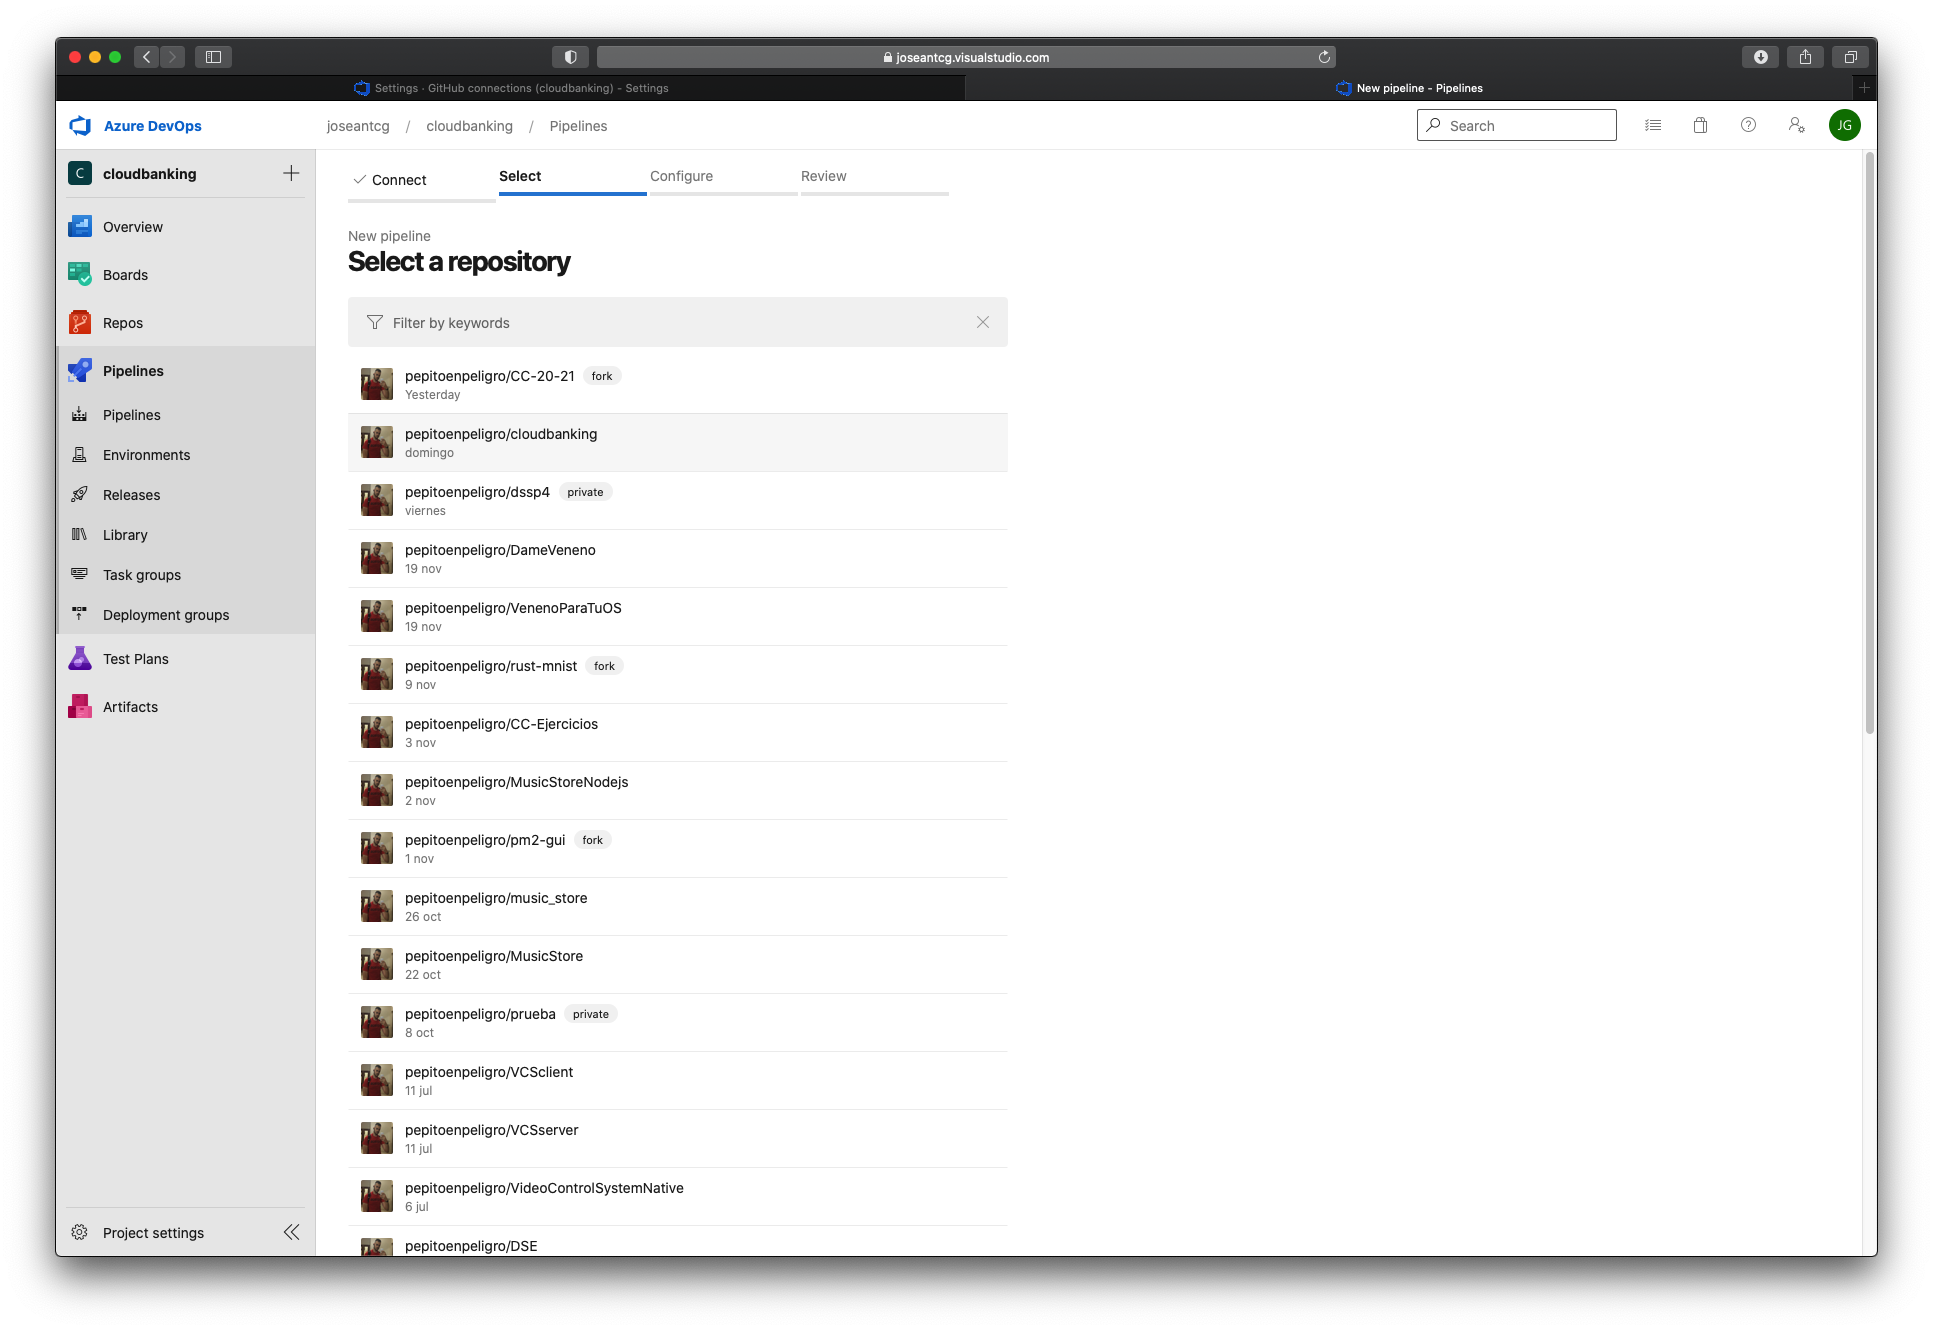 joseantcg.visualstudio.com
Settings · GitHub connections (cloudbanking) - Settings
New pipeline - Pipelines
Azure DevOps
joseantcg / cloudbanking / Pipelines
Search
JG
C cloudbanking
Overview
Boards
Repos
Pipelines
Pipelines
Environments
Releases
Library
Task groups
Deployment groups
Test Plans
Artifacts
Project settings
Connect
Select
Configure
Review
New pipeline
Select a repository
Filter by keywords
pepitoenpeligro/CC-20-21 fork
Yesterday
pepitoenpeligro/cloudbanking
domingo
pepitoenpeligro/dssp4 private
viernes
pepitoenpeligro/DameVeneno
19 nov
pepitoenpeligro/VenenoParaTuOS
19 nov
pepitoenpeligro/rust-mnist fork
9 nov
pepitoenpeligro/CC-Ejercicios
3 nov
pepitoenpeligro/MusicStoreNodejs
2 nov
pepitoenpeligro/pm2-gui fork
1 nov
pepitoenpeligro/music_store
26 oct
pepitoenpeligro/MusicStore
22 oct
pepitoenpeligro/prueba private
8 oct
pepitoenpeligro/VCSclient
11 jul
pepitoenpeligro/VCSserver
11 jul
pepitoenpeligro/VideoControlSystemNative
6 jul
pepitoenpeligro/DSE